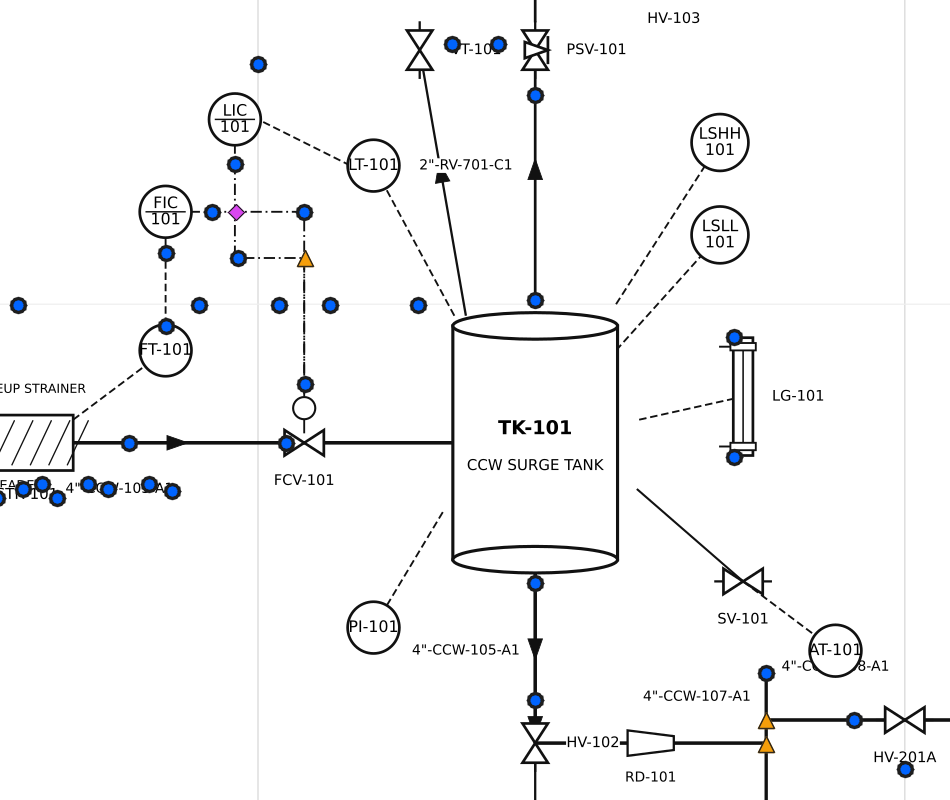 HV-103
PSV-101
LIC
101
LSHH
101
LT-101
2"-RV-701-C1
FIC
101
LSLL
101
FT-101
EUP STRAINER
LG-101
TK-101
CCW SURGE TANK
FCV-101
SV-101
PI-101
AT-101
4"-CCW-105-A1
4"-CCW-107-A1
HV-102
HV-201A
RD-101